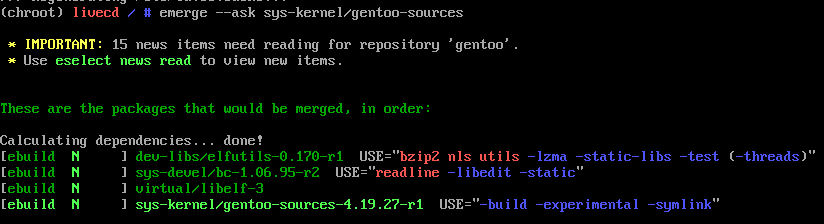 (chroot) livecd / # emerge --ask sys-kernel/gentoo-sources
* IMPORTANT: 15 news items need reading for repository 'gentoo'.
* Use eselect news read to view new items.
These are the packages that would be merged, in order:
Calculating dependencies... done!
[ebuild  N     ] dev-libs/elfutils-0.170-r1  USE="bzip2 nls utils -lzma -static-libs -test (-threads)"
[ebuild  N     ] sys-devel/bc-1.06.95-r2  USE="readline -libedit -static"
[ebuild  N     ] virtual/libelf-3
[ebuild  N     ] sys-kernel/gentoo-sources-4.19.27-r1  USE="-build -experimental -symlink"